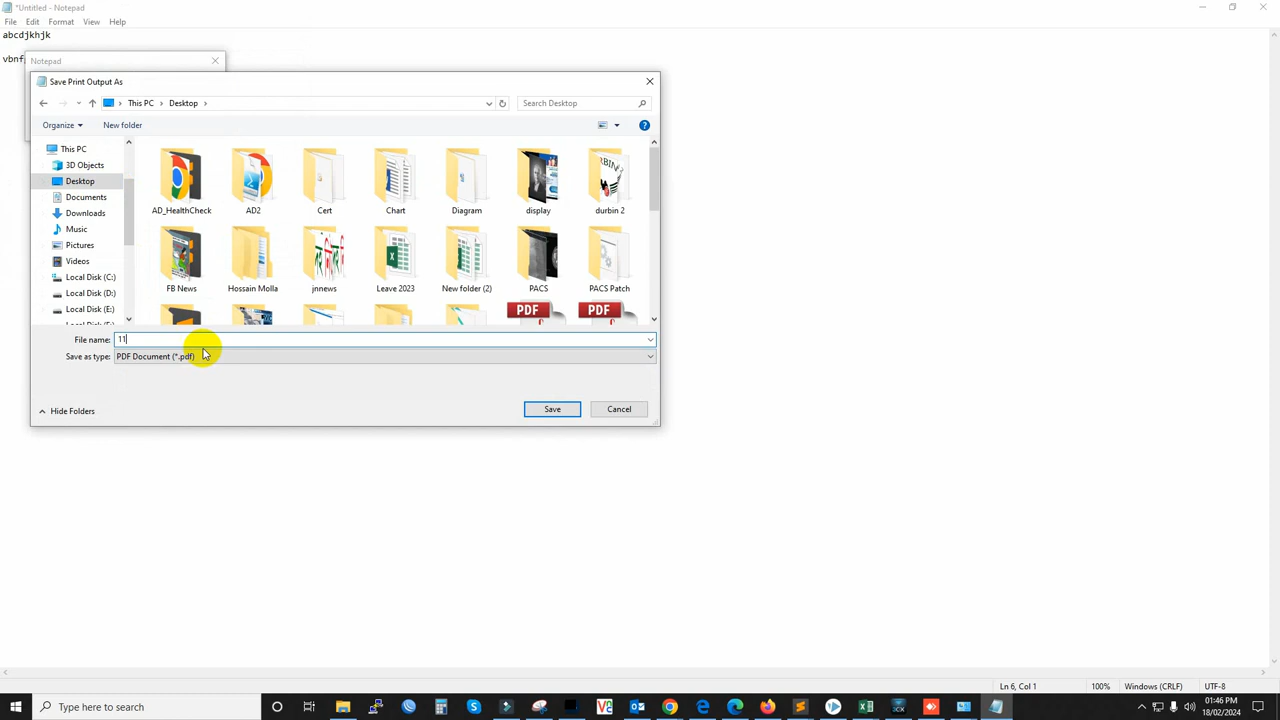 *Untitled - Notepad
File Edit Format View Help
abcdjkhjk
vbnf
Notepad
Save Print Output As
This PC Desktop
Search Desktop
Organize New folder
This PC
3D Objects
Desktop
Documents
Downloads
Music
Pictures
Videos
Local Disk (C:)
Local Disk (D:)
Local Disk (E:)
AD_HealthCheck AD2 Cert Chart Diagram display durbin 2
FB News Hossain Molla jnnews Leave 2023 New folder (2) PACS PACS Patch
PDF PDF
File name: 11
Save as type: PDF Document (*.pdf)
Hide Folders
Save Cancel
Ln 6, Col 1 100% Windows (CRLF) UTF-8
Type here to search
01:46 PM
18/02/2024